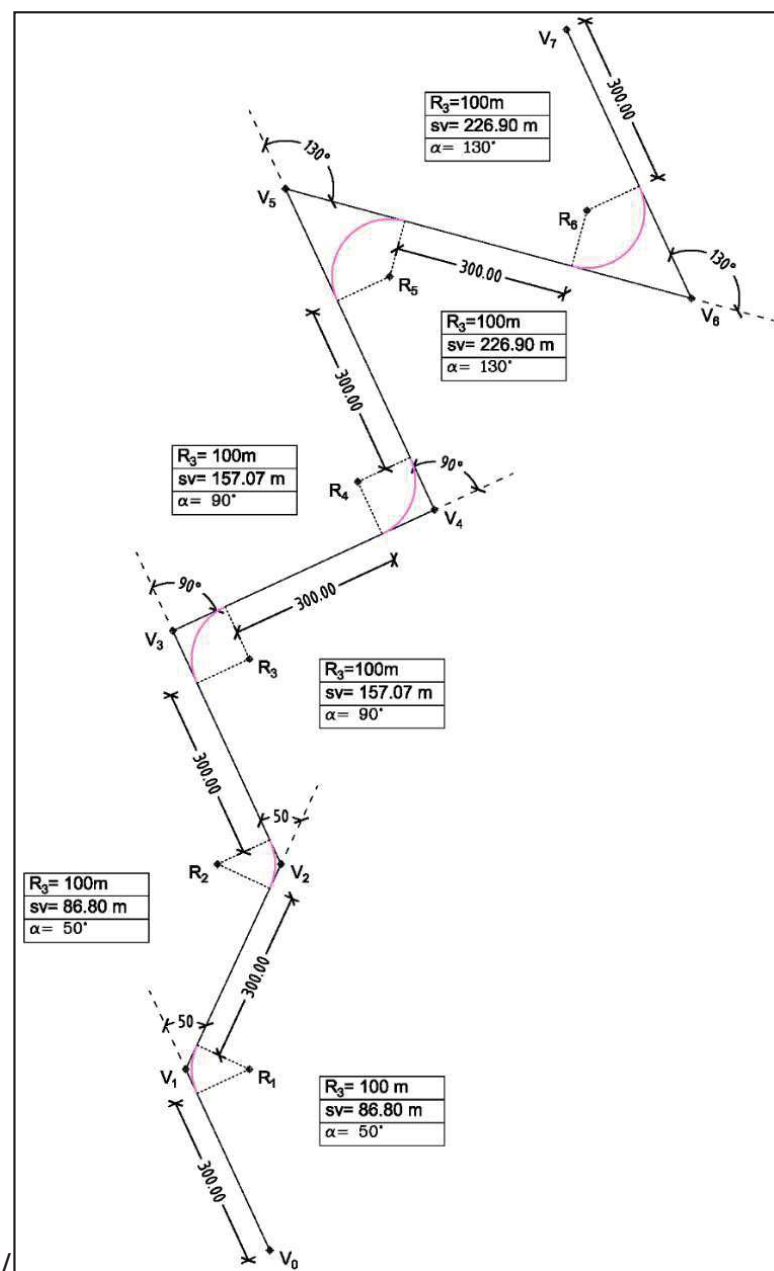 V7
300.00
R3=100m
sv= 226.90 m
α= 130°
130°
V5
R6
300.00
R5
130°
V6
R3=100m
sv= 226.90 m
α= 130°
300.00
R3= 100m
sv= 157.07 m
α= 90°
R4
90°
V4
90°
300.00
V3
R3
R3=100m
sv= 157.07 m
α= 90°
300.00
50
R2
V2
R3= 100m
sv= 86.80 m
α= 50°
300.00
50
V1
R1
R3= 100 m
sv= 86.80 m
α= 50°
300.00
V0
/